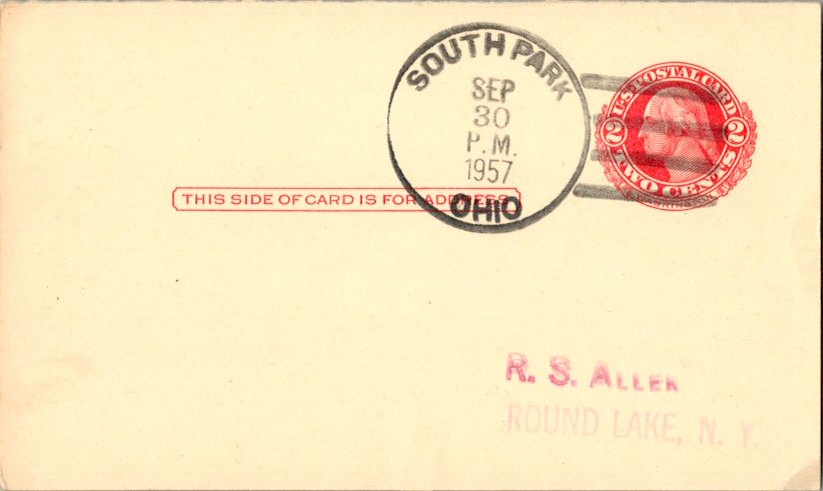 SOUTH PARK
SEP
30
P.M.
1957
OHIO
U.S. POSTAL CARD
2 2
TWO CENTS
WASHINGTON
THIS SIDE OF CARD IS FOR ADDRESS
R. S. ALLEN
ROUND LAKE, N. Y.